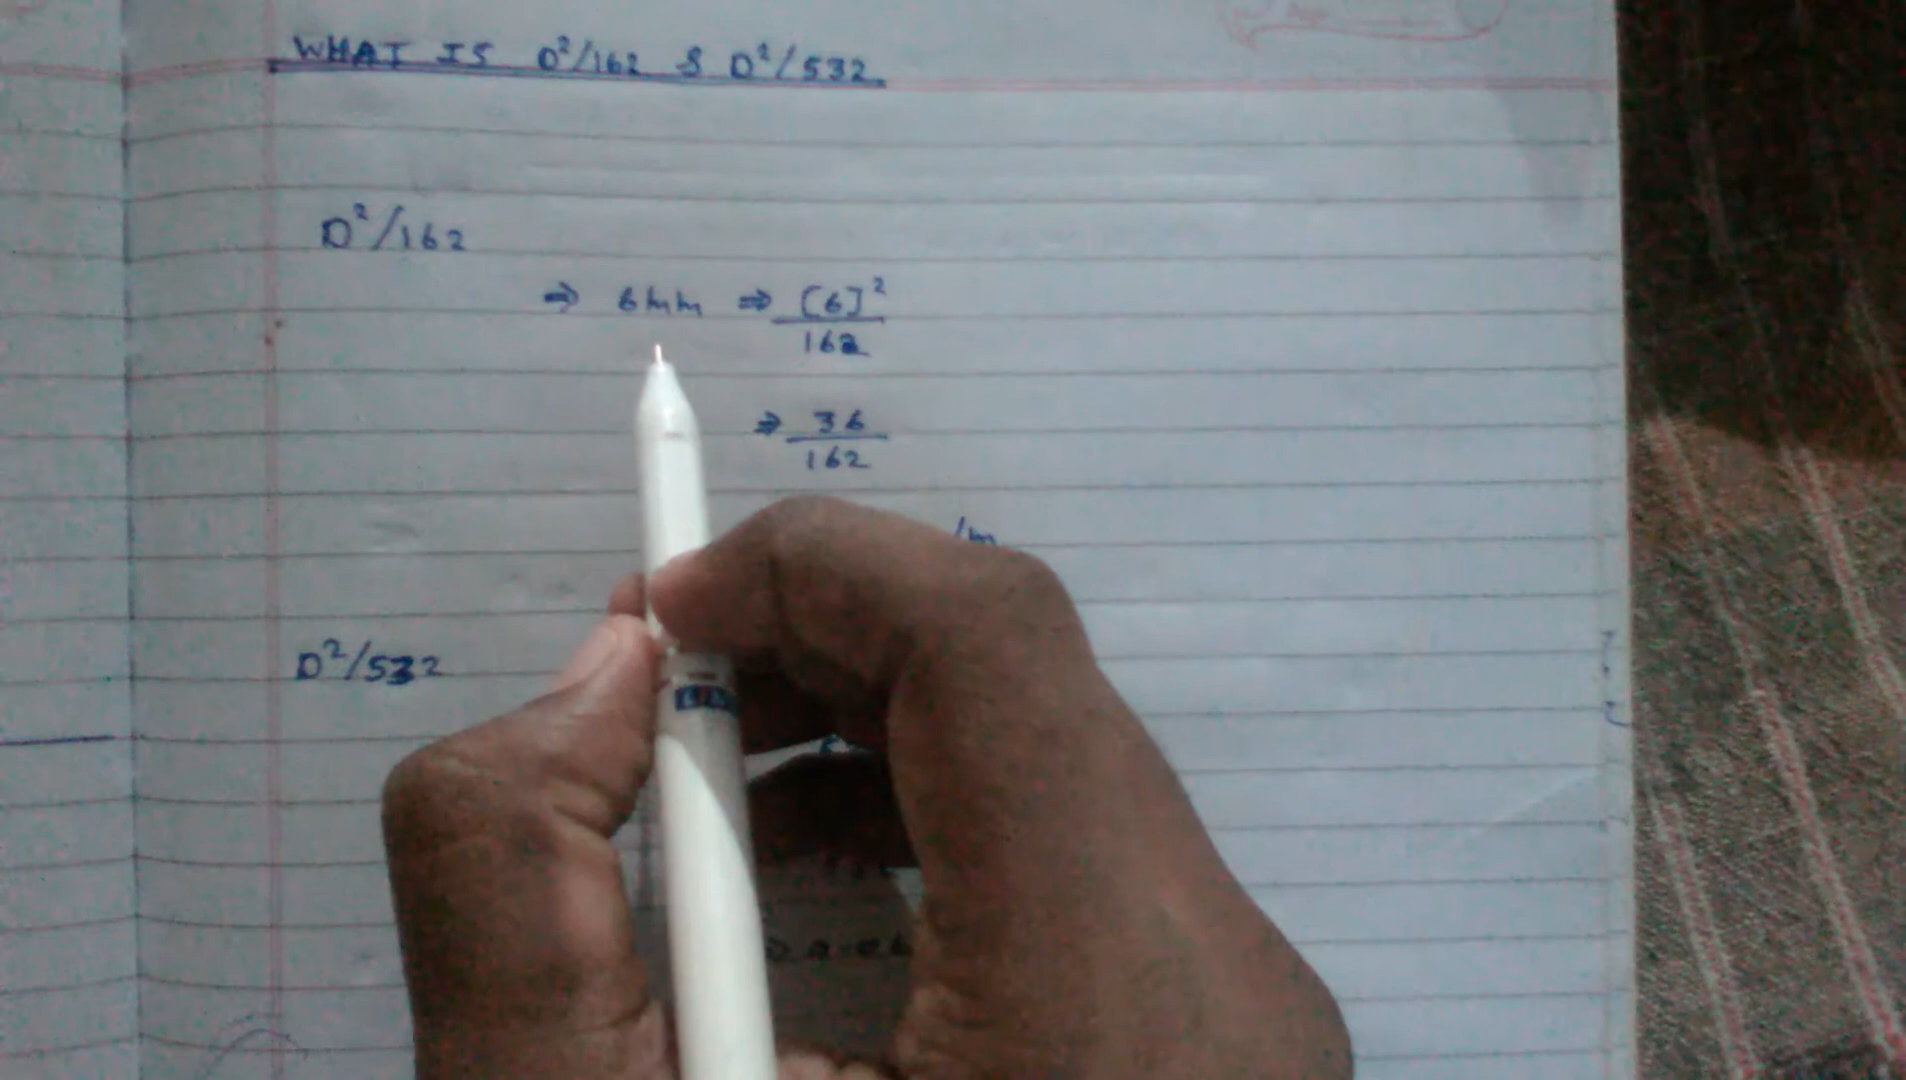 WHAT IS D²/162 & D²/532
D²/162
⇒ 6mm ⇒ [6]²
162
⇒ 36
162
/m
D²/532